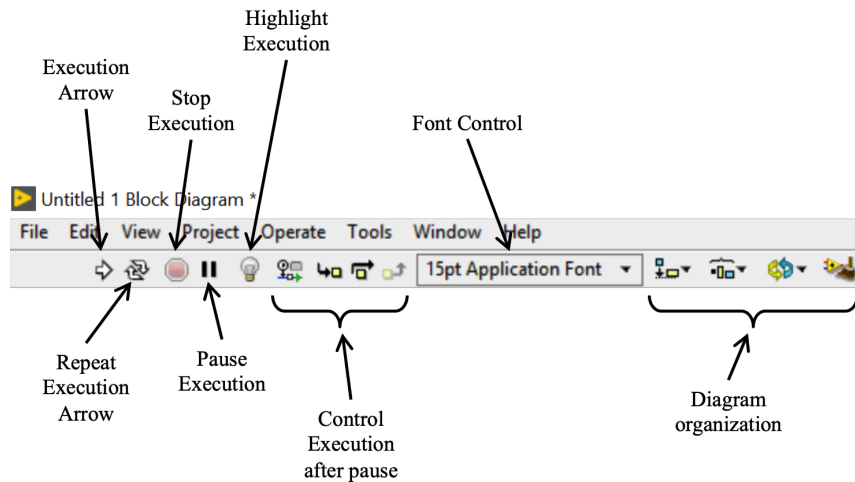 Highlight
Execution
Execution
Arrow
Stop
Execution
Font Control
Untitled 1 Block Diagram *
File Edit View Project Operate Tools Window Help
15pt Application Font
Repeat
Execution
Arrow
Pause
Execution
Control
Execution
after pause
Diagram
organization